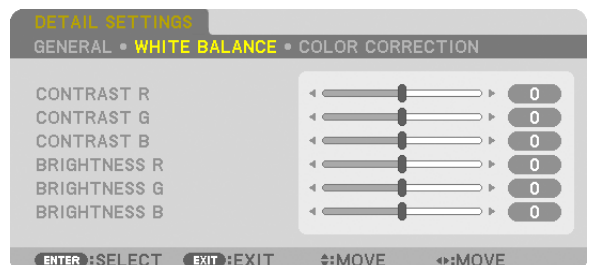 DETAIL SETTINGS
GENERAL • WHITE BALANCE • COLOR CORRECTION
CONTRAST R 0
CONTRAST G 0
CONTRAST B 0
BRIGHTNESS R 0
BRIGHTNESS G 0
BRIGHTNESS B 0
ENTER:SELECT EXIT:EXIT :MOVE :MOVE